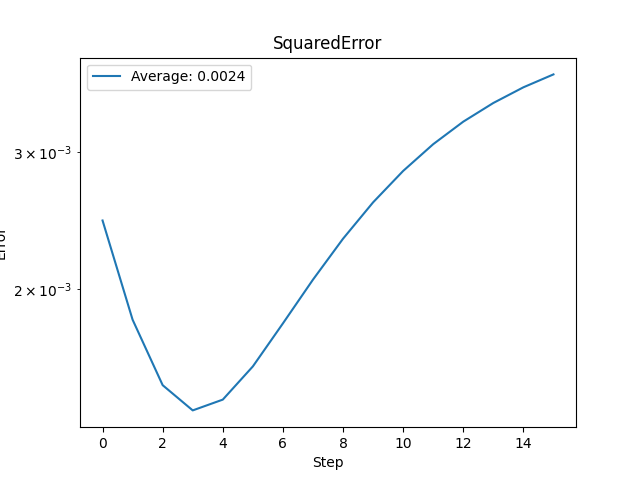 SquaredError
Average: 0.0024
Error
3 × 10⁻³
2 × 10⁻³
0 2 4 6 8 10 12 14
Step